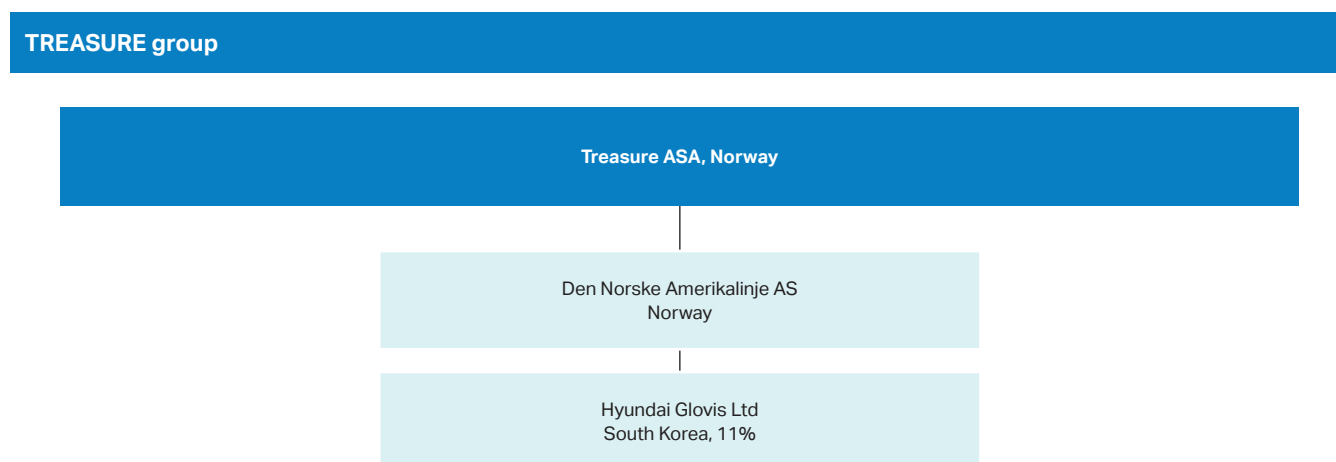 TREASURE group
Treasure ASA, Norway
Den Norske Amerikalinje AS
Norway
Hyundai Glovis Ltd
South Korea, 11%